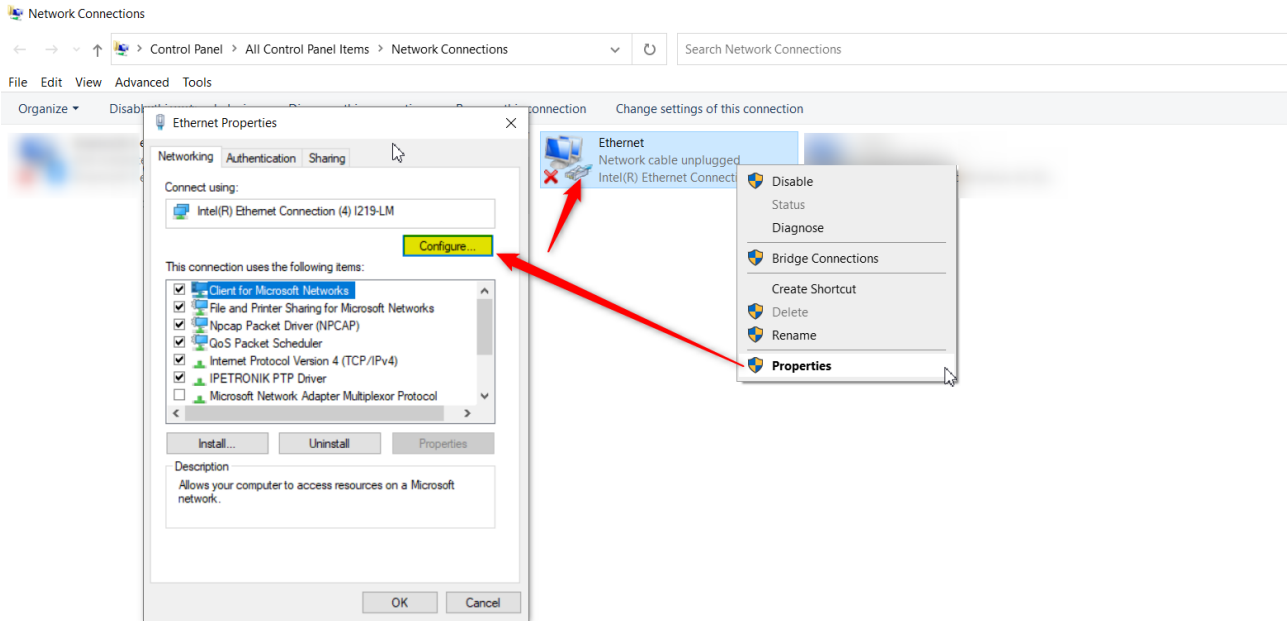 Network Connections
Control Panel > All Control Panel Items > Network Connections
Search Network Connections
File Edit View Advanced Tools
Organize
Change settings of this connection
Ethernet Properties
Networking Authentication Sharing
Connect using:
Intel(R) Ethernet Connection (4) I219-LM
Configure...
This connection uses the following items:
Client for Microsoft Networks
File and Printer Sharing for Microsoft Networks
Npcap Packet Driver (NPCAP)
QoS Packet Scheduler
Internet Protocol Version 4 (TCP/IPv4)
IPETRONIK PTP Driver
Microsoft Network Adapter Multiplexor Protocol
Install... Uninstall Properties
Description
Allows your computer to access resources on a Microsoft
network.
OK Cancel
Ethernet
Network cable unplugged
Intel(R) Ethernet
Disable
Status
Diagnose
Bridge Connections
Create Shortcut
Delete
Rename
Properties